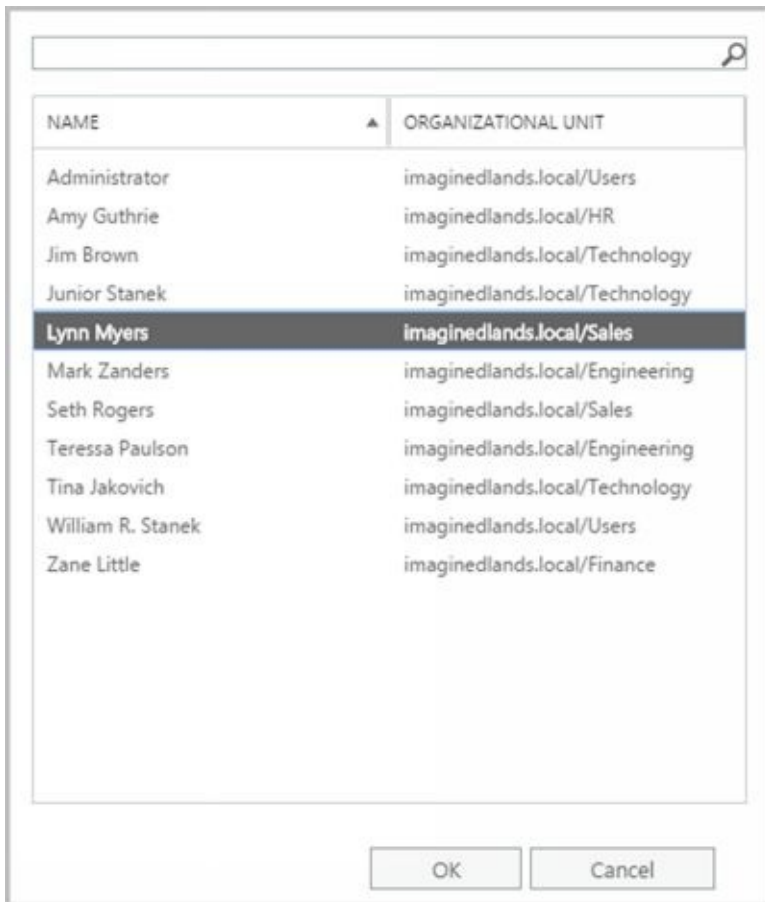 NAME ORGANIZATIONAL UNIT
Administrator imaginedlands.local/Users
Amy Guthrie imaginedlands.local/HR
Jim Brown imaginedlands.local/Technology
Junior Stanek imaginedlands.local/Technology
Lynn Myers imaginedlands.local/Sales
Mark Zanders imaginedlands.local/Engineering
Seth Rogers imaginedlands.local/Sales
Teressa Paulson imaginedlands.local/Engineering
Tina Jakovich imaginedlands.local/Technology
William R. Stanek imaginedlands.local/Users
Zane Little imaginedlands.local/Finance
OK Cancel